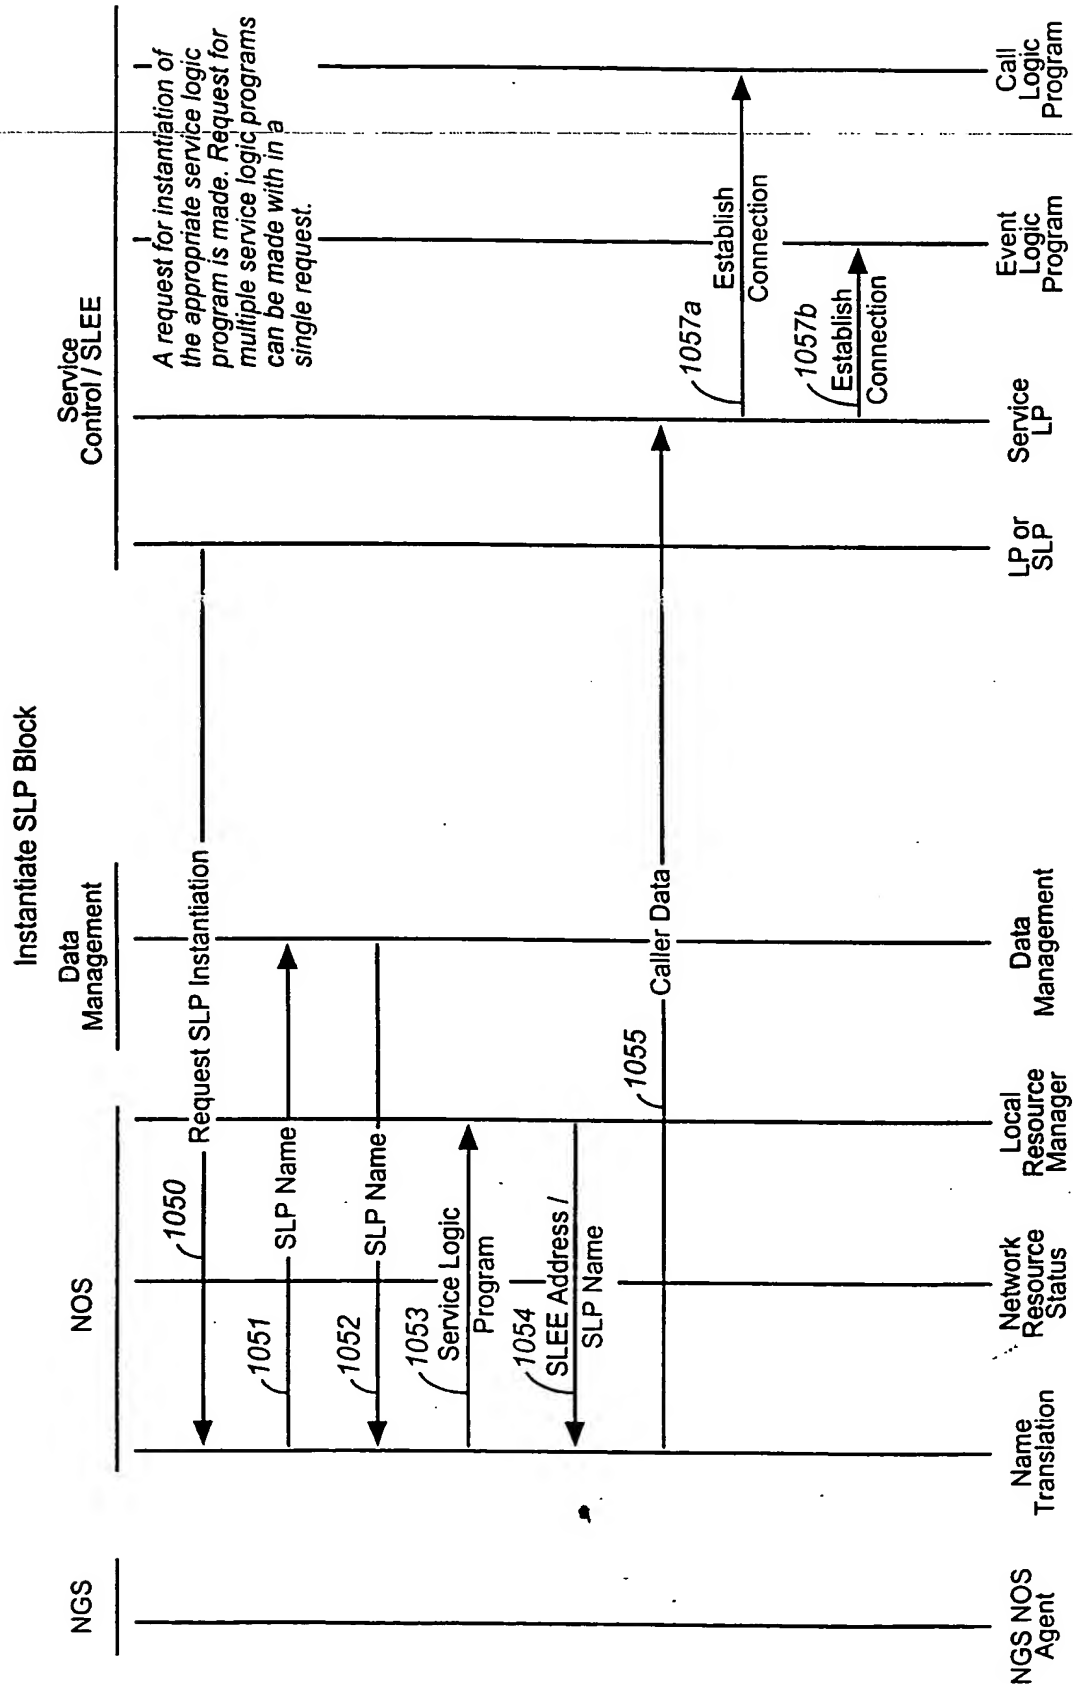 Instantiate SLP Block
NGS
NOS
Data
Management
Service
Control / SLEE
A request for instantiation of
the appropriate service logic
program is made. Request for
multiple service logic programs
can be made with in a
single request.
1050
Request SLP Instantiation
1051
SLP Name
1052
SLP Name
1053
Service Logic
Program
1054
SLEE Address /
SLP Name
1055
Caller Data
1057a
Establish
Connection
1057b
Establish
Connection
NGS NOS
Agent
Name
Translation
Network
Resource
Status
Local
Resource
Manager
Data
Management
LP or
SLP
Service
LP
Event
Logic
Program
Call
Logic
Program